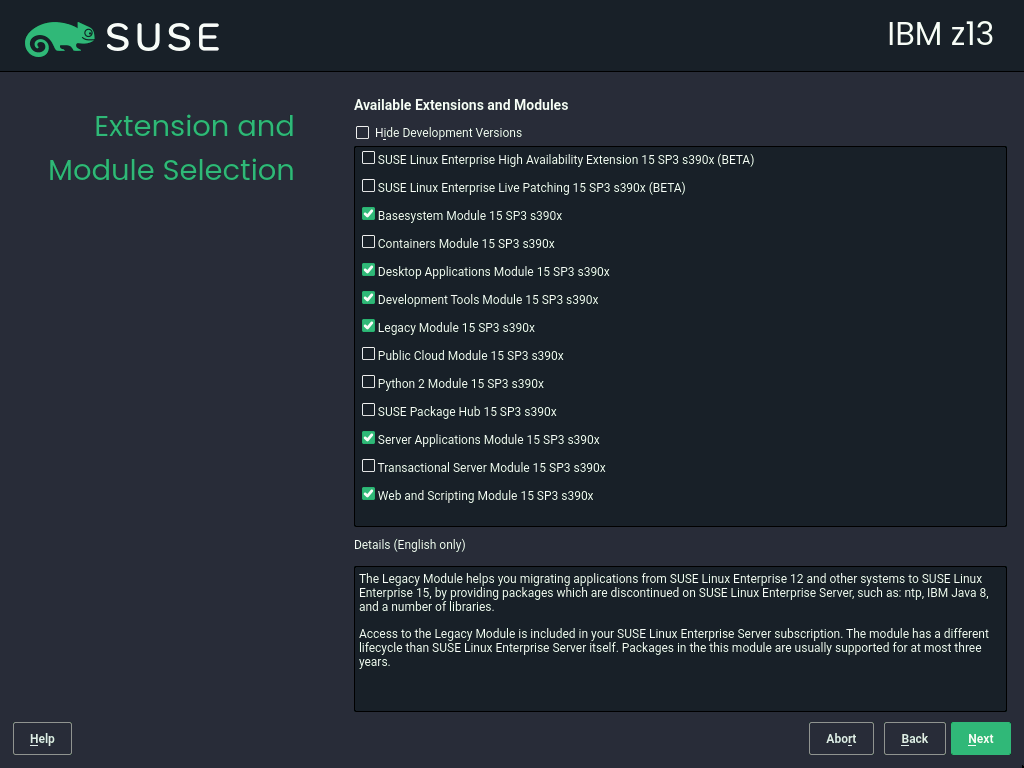 SUSE
IBM z13
Extension and
Module Selection
Available Extensions and Modules
Hide Development Versions
SUSE Linux Enterprise High Availability Extension 15 SP3 s390x (BETA)
SUSE Linux Enterprise Live Patching 15 SP3 s390x (BETA)
Basesystem Module 15 SP3 s390x
Containers Module 15 SP3 s390x
Desktop Applications Module 15 SP3 s390x
Development Tools Module 15 SP3 s390x
Legacy Module 15 SP3 s390x
Public Cloud Module 15 SP3 s390x
Python 2 Module 15 SP3 s390x
SUSE Package Hub 15 SP3 s390x
Server Applications Module 15 SP3 s390x
Transactional Server Module 15 SP3 s390x
Web and Scripting Module 15 SP3 s390x
Details (English only)
The Legacy Module helps you migrating applications from SUSE Linux Enterprise 12 and other systems to SUSE Linux
Enterprise 15, by providing packages which are discontinued on SUSE Linux Enterprise Server, such as: ntp, IBM Java 8,
and a number of libraries.
Access to the Legacy Module is included in your SUSE Linux Enterprise Server subscription. The module has a different
lifecycle than SUSE Linux Enterprise Server itself. Packages in the this module are usually supported for at most three
years.
Help
Abort
Back
Next